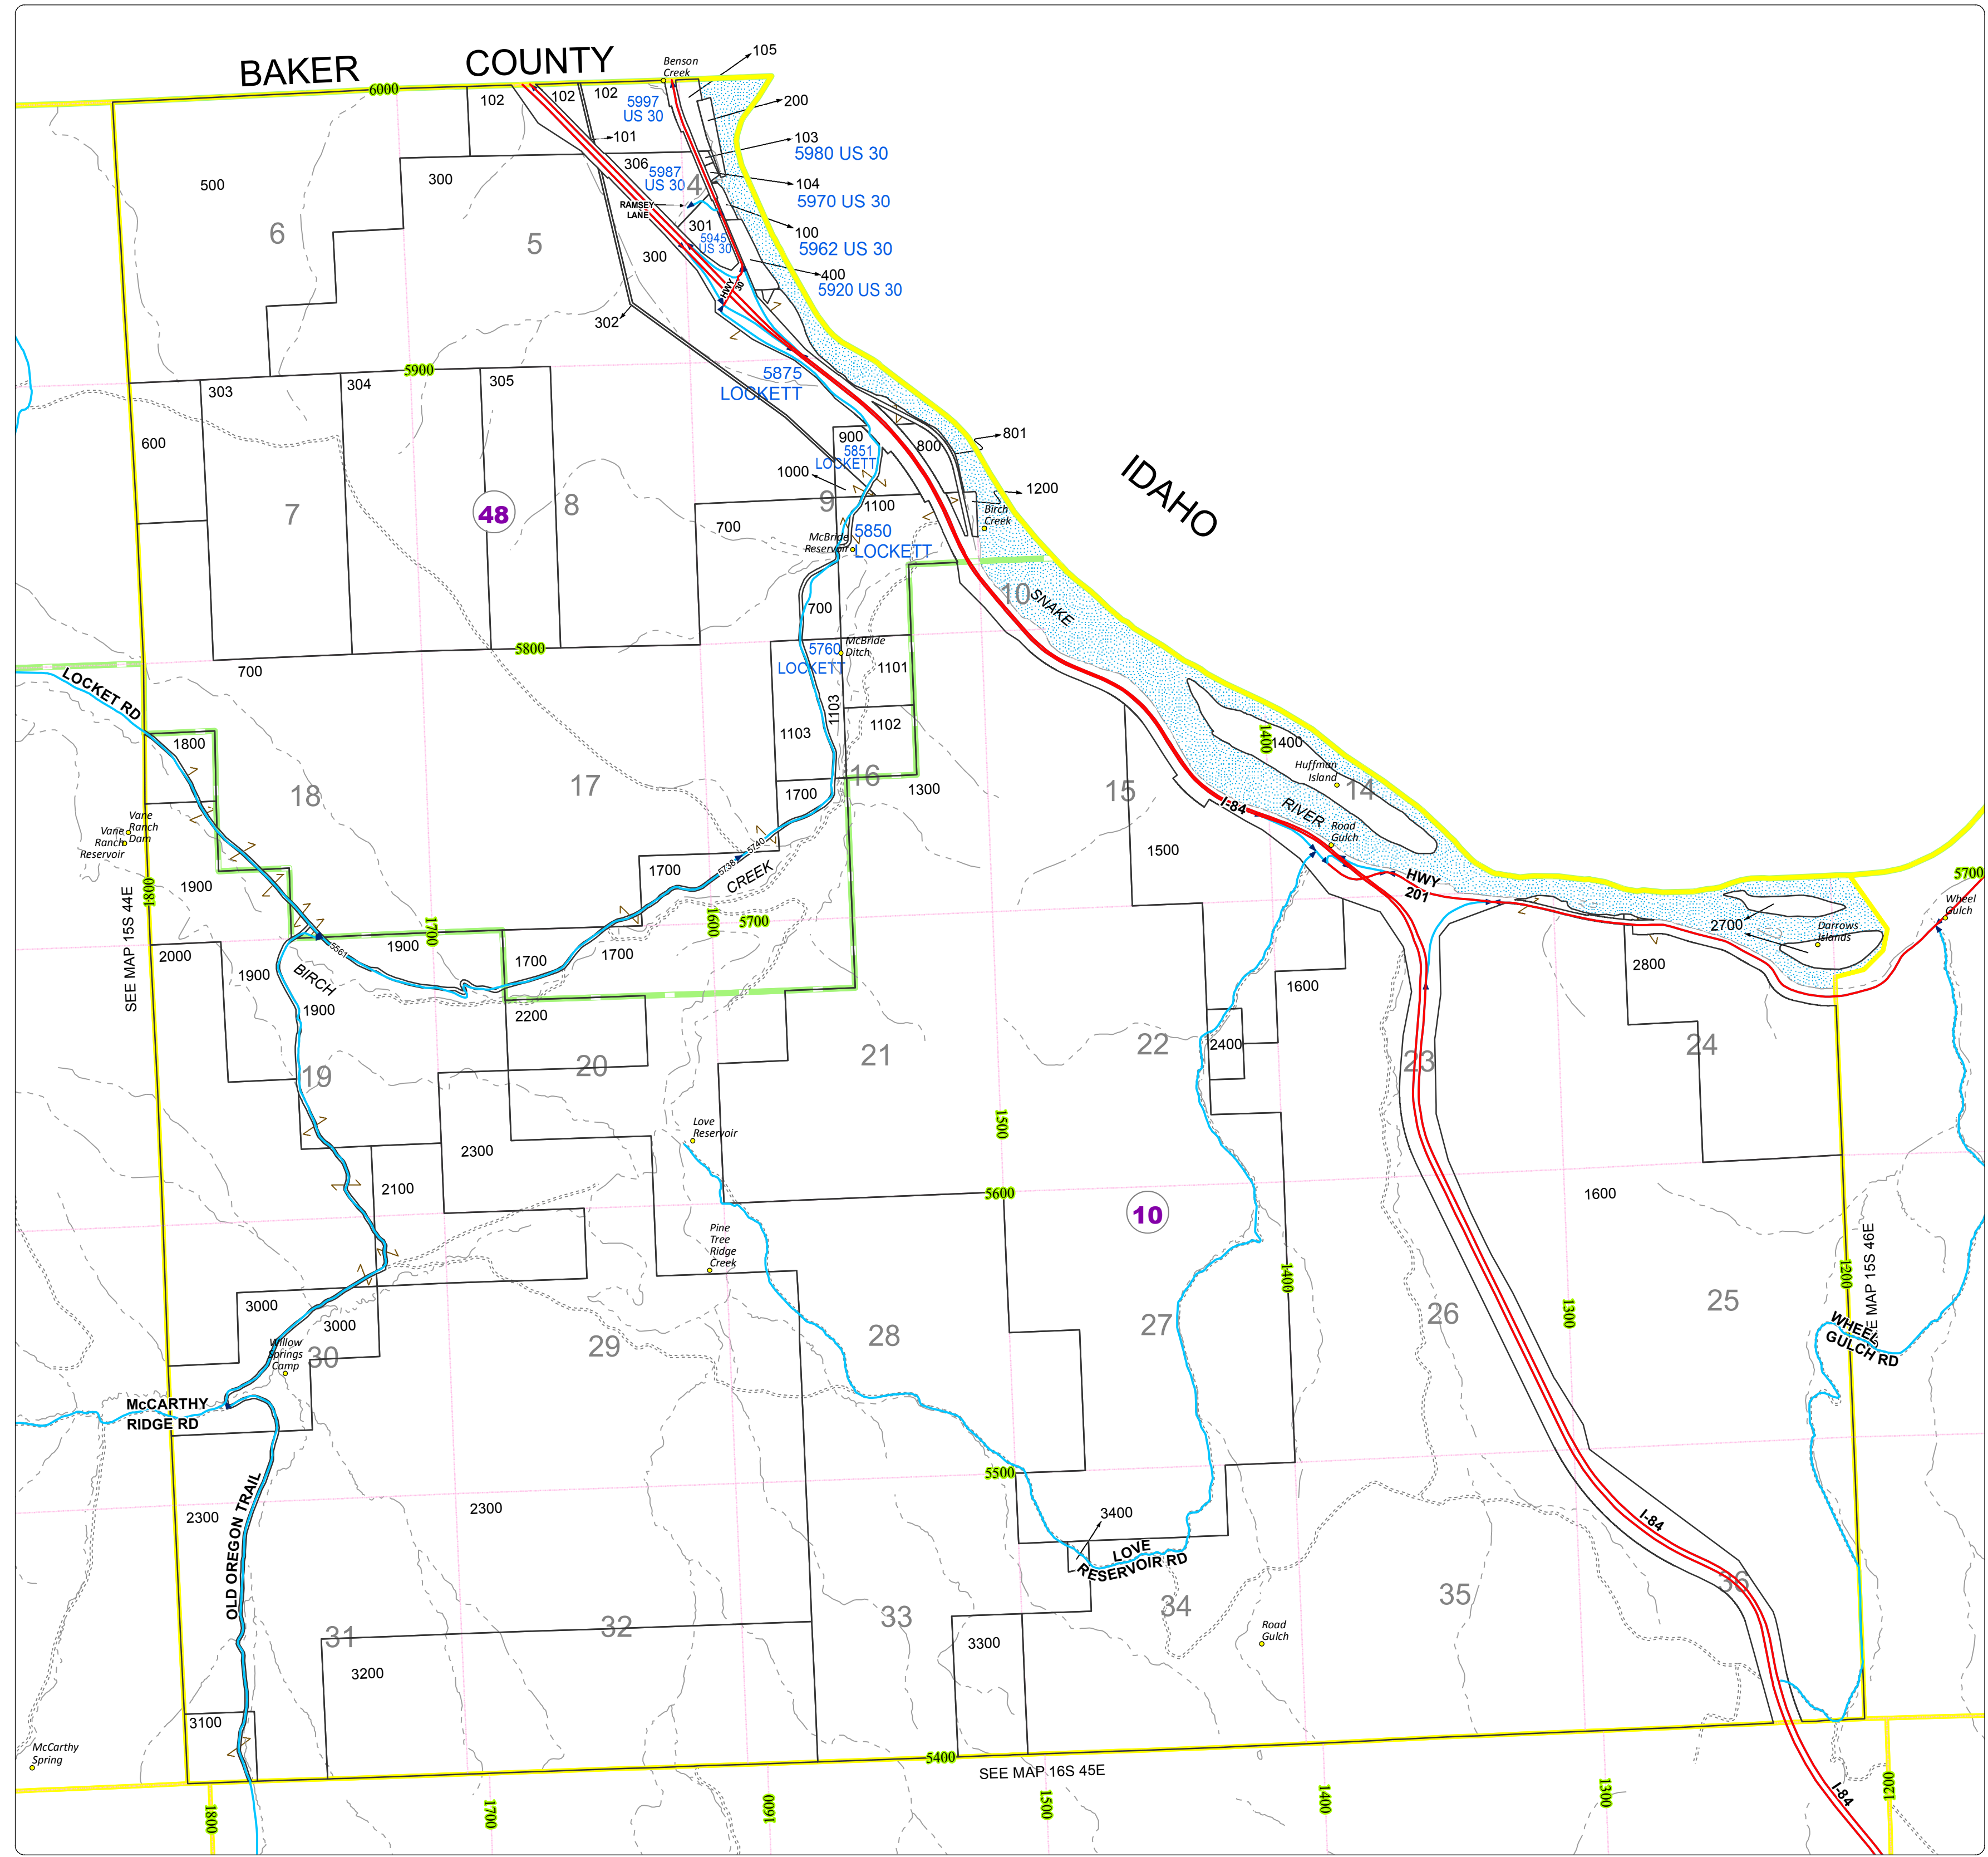 BAKER COUNTY
6000
Benson
Creek
105
102
102
102
5997
US 30
200
101
103
5980 US 30
306
5987
US 30
4
104
5970 US 30
500
300
RAMSEY
LANE
301
5945
US 30
100
5962 US 30
6
5
300
400
5920 US 30
HWY
30
302
5900
5875
LOCKETT
303
304
305
600
900
5851
LOCKETT
800
801
1000
1200
IDAHO
7
48
8
9
1100
Birch
Creek
700
McBride
Reservoir
5850
LOCKETT
10
SNAKE
700
5800
McBride
Ditch
5760
LOCKETT
1101
700
LOCKET RD
1103
1102
1103
1800
1400
1400
Huffman
Island
14
18
17
16
1700
1300
15
I-84
RIVER
Road
Gulch
Vane
Ranch
Dam
Vane
Ranch
Reservoir
5738
5740
1500
1700
CREEK
HWY
201
5700
1900
1800
SEE MAP 15S 44E
1700
1600
5700
Wheel
Gulch
2700
Darrows
Islands
1900
5561
2000
1900
BIRCH
1700
1700
2800
1900
2200
1600
2400
22
23
24
19
20
21
Love
Reservoir
1500
2300
2100
5600
10
1600
Pine
Tree
Ridge
Creek
1400
1300
1200
SEE MAP 15S 46E
25
26
27
28
29
3000
3000
Willow
Springs
Camp
30
WHEEL
GULCH RD
McCARTHY
RIDGE RD
5500
2300
2300
OLD OREGON TRAIL
3400
LOVE
RESERVOIR RD
I-84
36
35
34
33
32
31
Road
Gulch
3300
3200
3100
McCarthy
Spring
5400
SEE MAP 16S 45E
1800
1700
1600
1500
1400
1300
1200
I-84